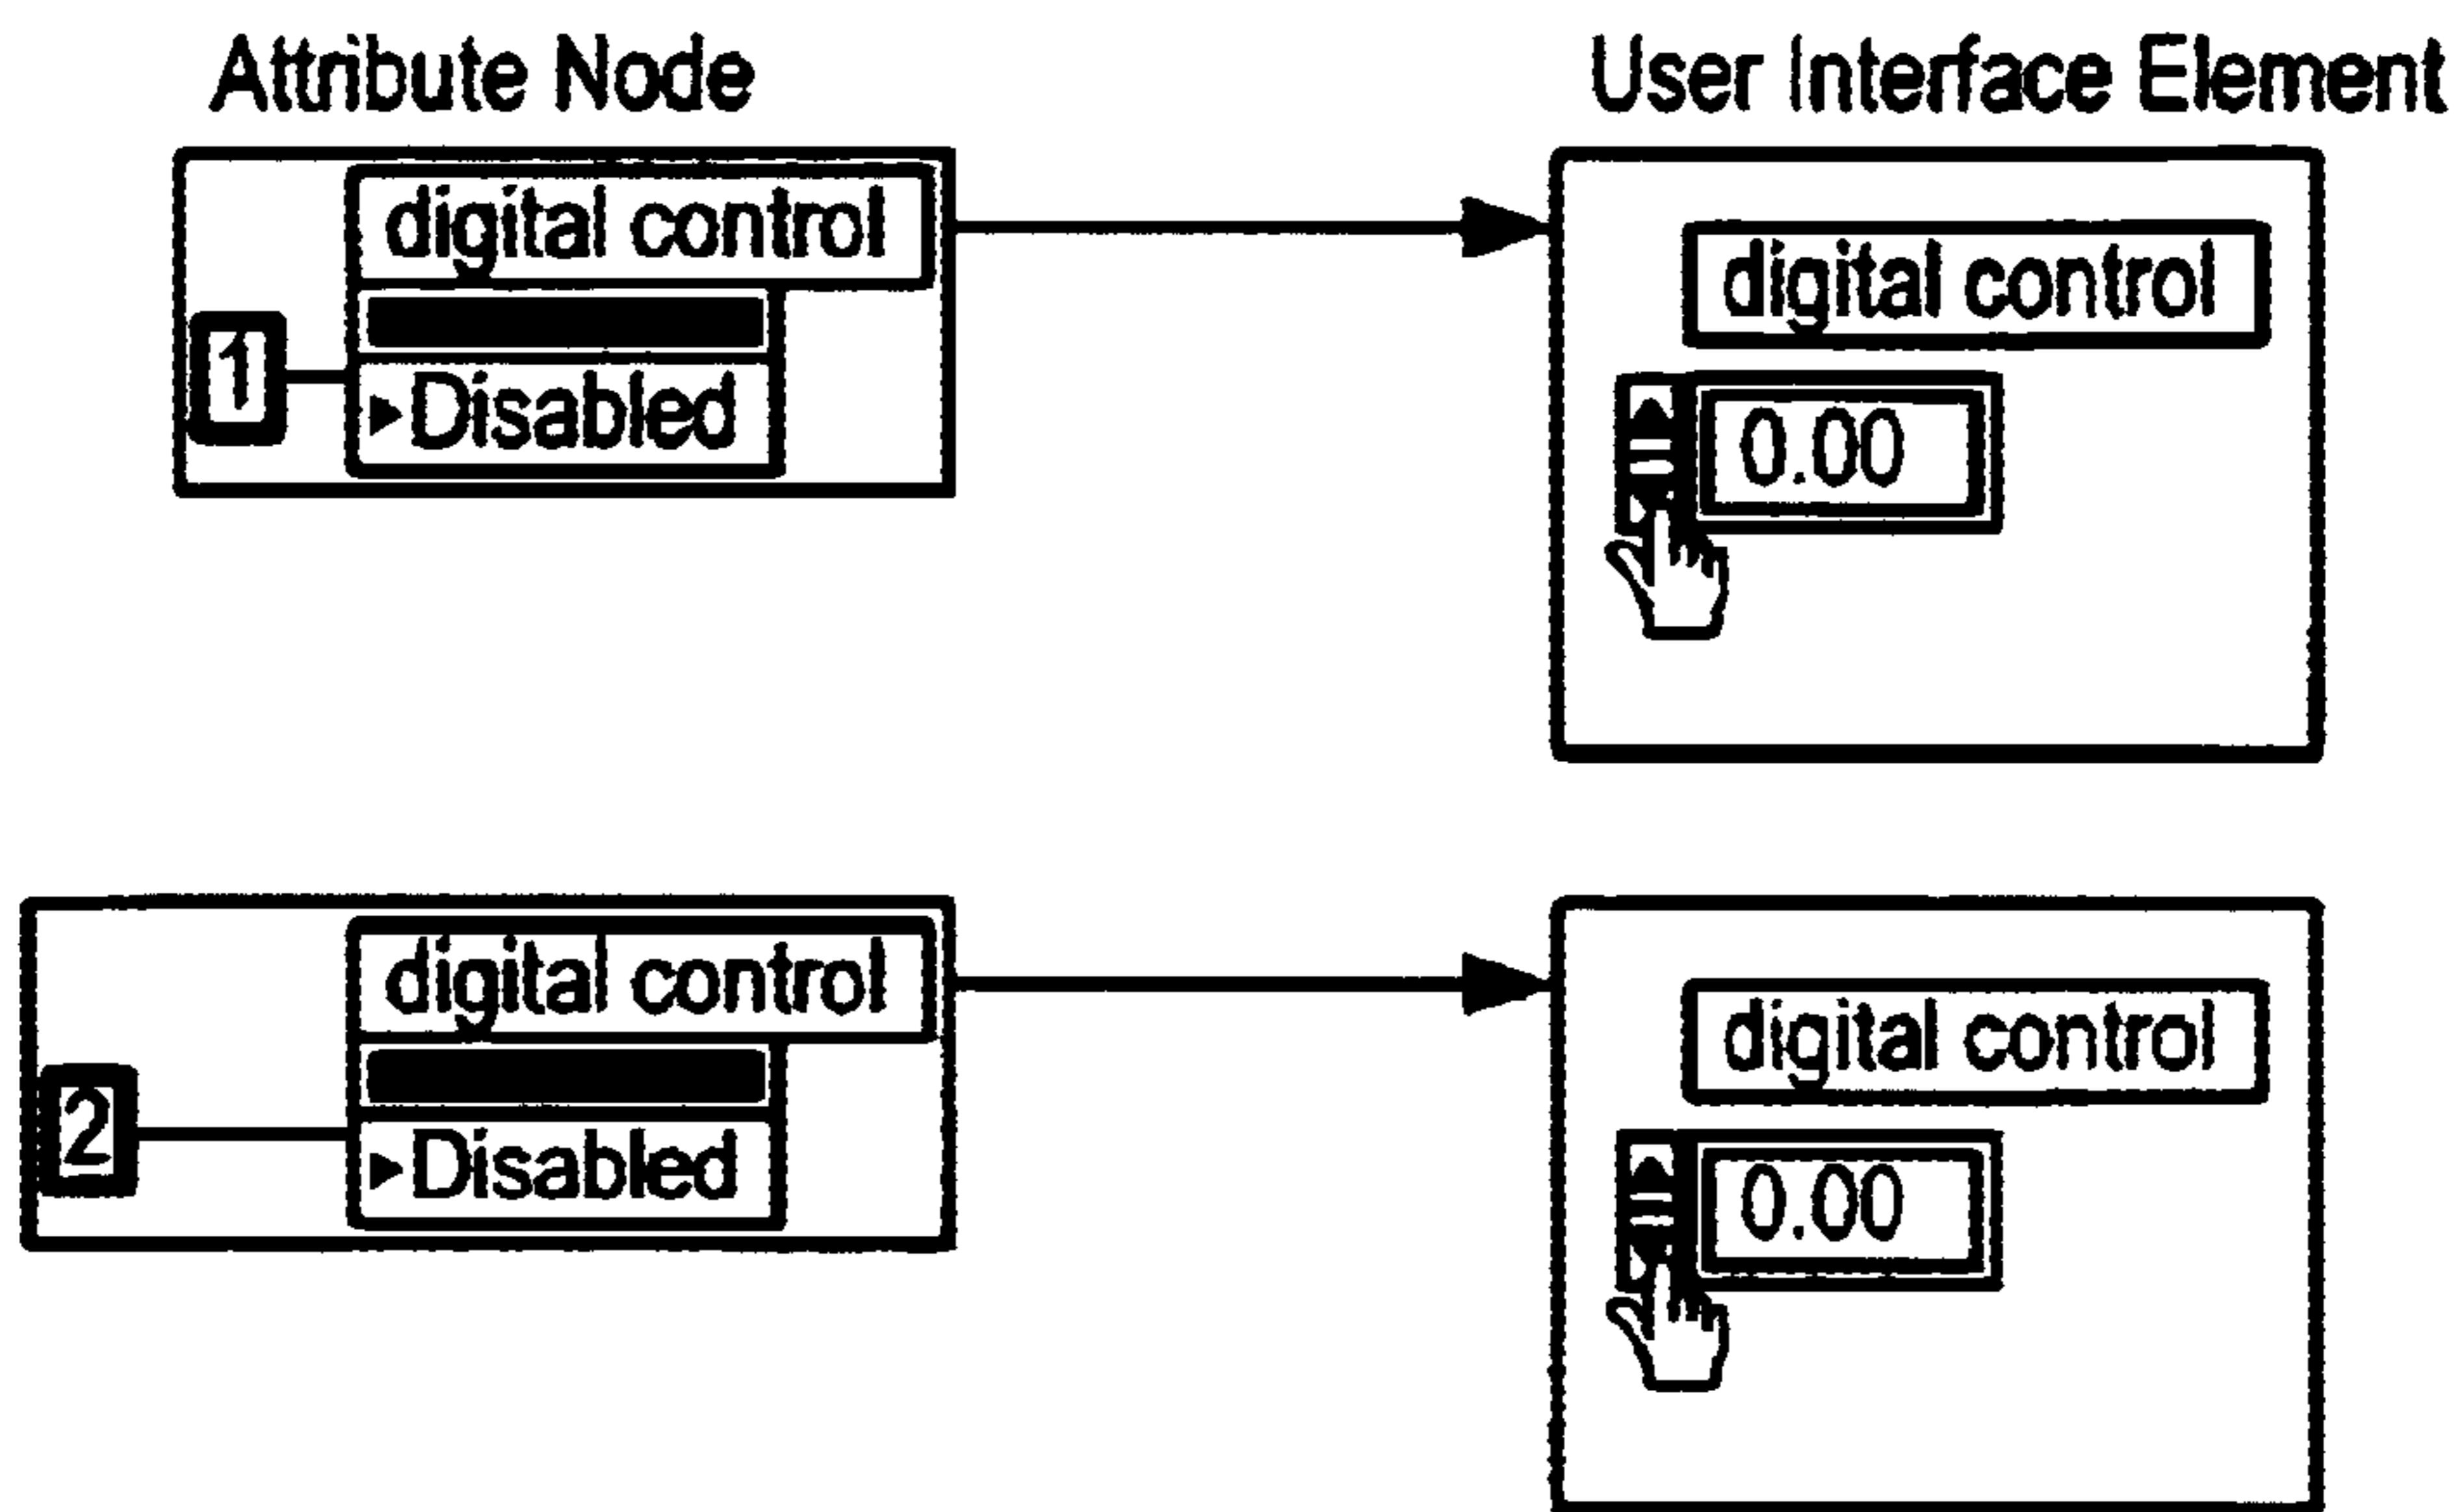 Attribute Node
User Interface Element
digital control
1
Disabled
digital control
0.00
digital control
2
Disabled
digital control
0.00